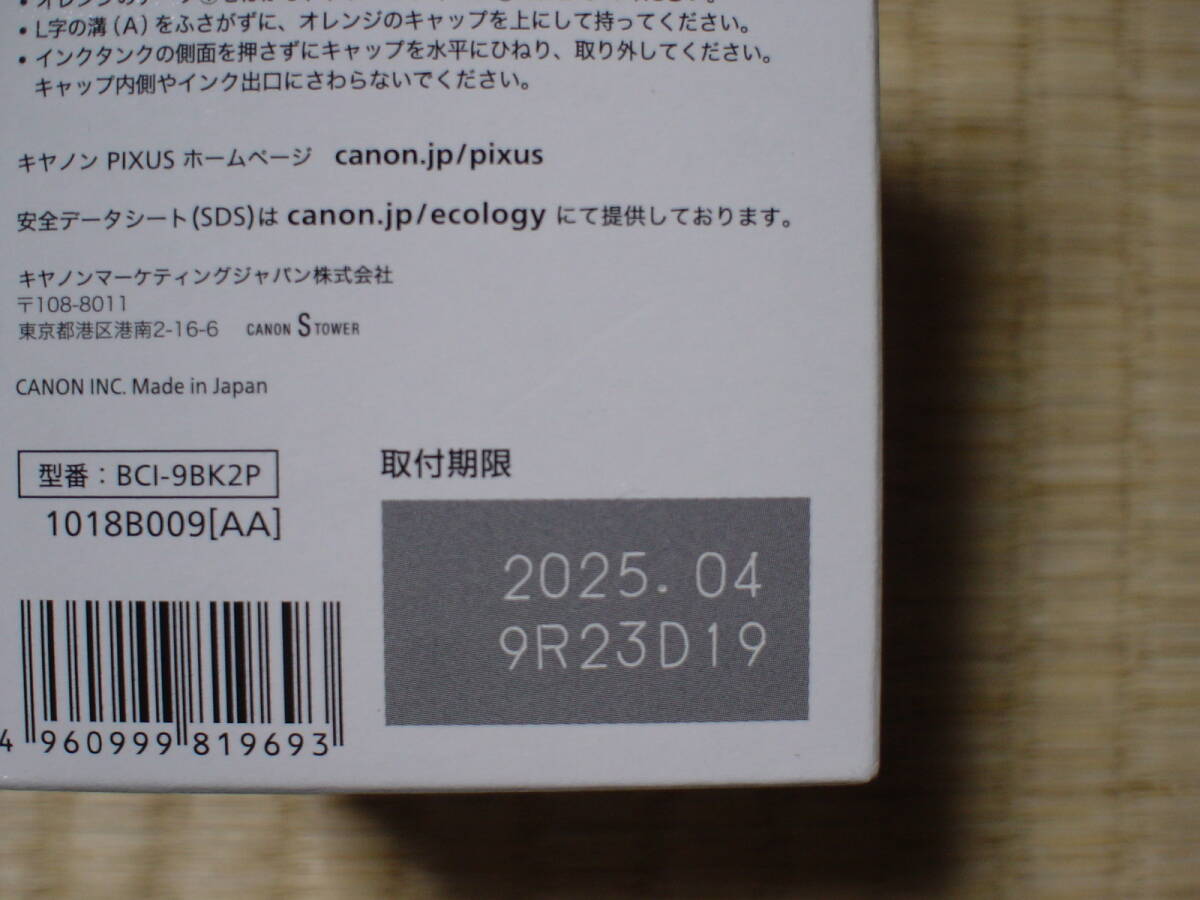 ・L字の溝（A）をふさがずに、オレンジのキャップを上にして持ってください。
・インクタンクの側面を押さずにキャップを水平にひねり、取り外してください。
キャップ内側やインク出口にさわらないでください。
キヤノン PIXUS ホームページ canon.jp/pixus
安全データシート(SDS)は canon.jp/ecology にて提供しております。
キヤノンマーケティングジャパン株式会社
〒108-8011
東京都港区港南2-16-6 CANON S TOWER
CANON INC. Made in Japan
型番：BCI-9BK2P
1018B009[AA]
4 960999 819693
取付期限
2025.04
9R23D19